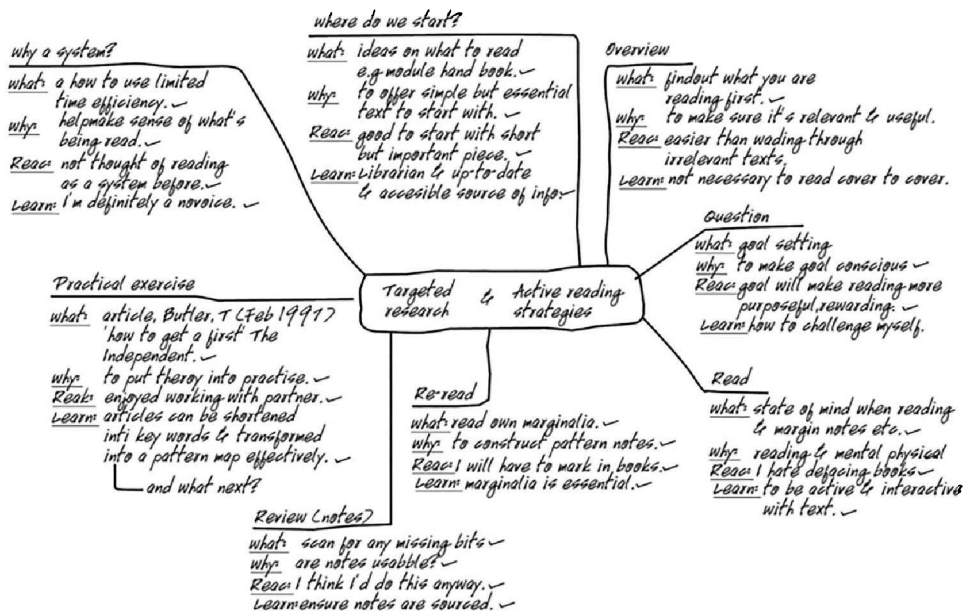 why a system?
what: a how to use limited
time efficiency.
why: helpmake sense of what's
being read.
Reac: not thought of reading
as a system before.
Learn: I'm definitely a novoice.
where do we start?
what: ideas on what to read
e.g module hand book.
why: to offer simple but essential
text to start with.
Reac: good to start with short
but important piece.
Learn: Librarian & up-to-date
& accesible source of info.
Overview
what: findout what you are
reading first.
why: to make sure it's relevant & useful.
Reac: easier than wading through
irrelevant texts.
Learn: not necessary to read cover to cover.
Question
what: goal setting
why: to make goal conscious
Reac: goal will make reading more
purposeful, rewarding.
Learn: how to challenge myself.
Targeted
research
&
Active reading
strategies
Practical exercise
what: article, Butler, T (Feb 1997)
'how to get a first' The
Independent.
why: to put theroy into practise.
Reak: enjoyed working with partner.
Learn: articles can be shortened
inti key words & transformed
into a pattern map effectively.
and what next?
Re-read
what: read own marginalia.
why: to construct pattern notes.
Reac: I will have to mark in books.
Learn: marginalia is essential.
Read
what: state of mind when reading
& margin notes etc.
why: reading & mental physical
Reac: I hate defacing books
Learn: to be active & interactive
with text.
Review (notes)
what: scan for any missing bits
why: are notes usabble?
Reac: I think I'd do this anyway.
Learn: ensure notes are sourced.